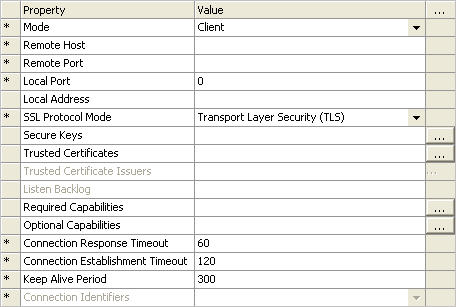 Property Value ...
* Mode Client
* Remote Host
* Remote Port
* Local Port 0
Local Address
* SSL Protocol Mode Transport Layer Security (TLS)
Secure Keys ...
Trusted Certificates ...
Trusted Certificate Issuers ...
Listen Backlog
Required Capabilities ...
Optional Capabilities ...
* Connection Response Timeout 60
* Connection Establishment Timeout 120
* Keep Alive Period 300
* Connection Identifiers